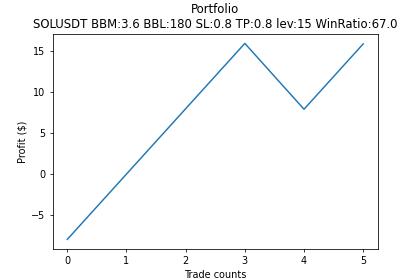 Portfolio
SOLUSDT BBM:3.6 BBL:180 SL:0.8 TP:0.8 lev:15 WinRatio:67.0
15
10
5
0
−5
Profit ($)
0 1 2 3 4 5
Trade counts